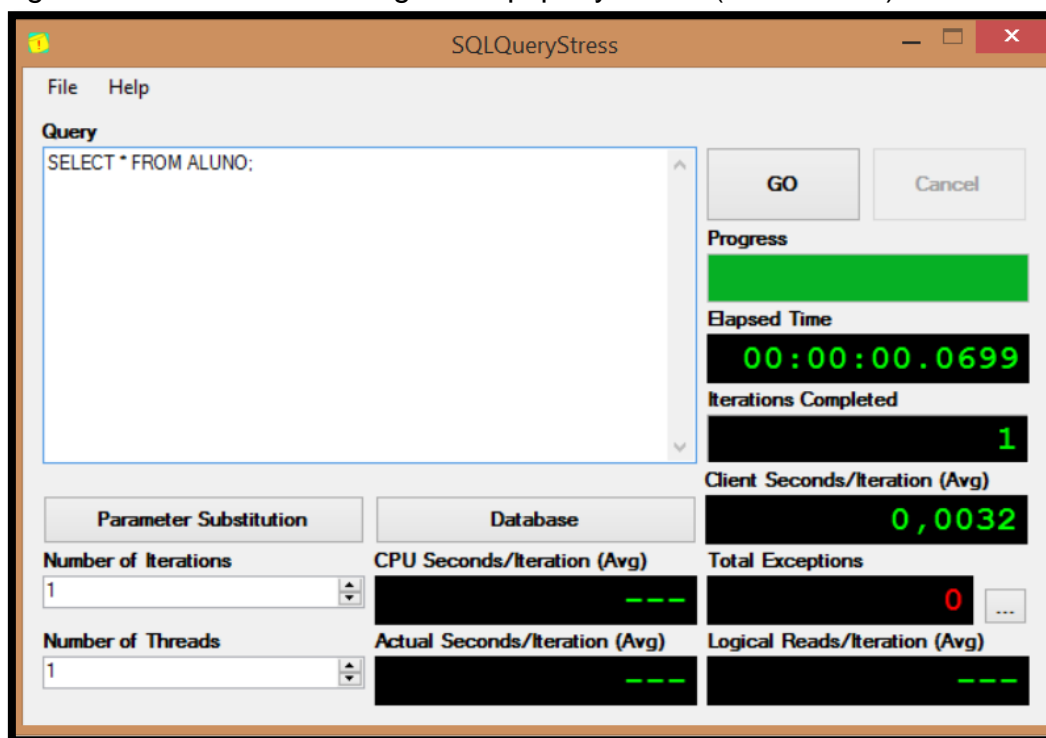 SQLQueryStress
File Help
Query
SELECT * FROM ALUNO;
GO
Cancel
Progress
Elapsed Time
00:00:00.0699
Iterations Completed
1
Client Seconds/Iteration (Avg)
0,0032
Parameter Substitution
Database
Number of Iterations
CPU Seconds/Iteration (Avg)
Total Exceptions
1
---
0
...
Number of Threads
Actual Seconds/Iteration (Avg)
Logical Reads/Iteration (Avg)
1
---
---